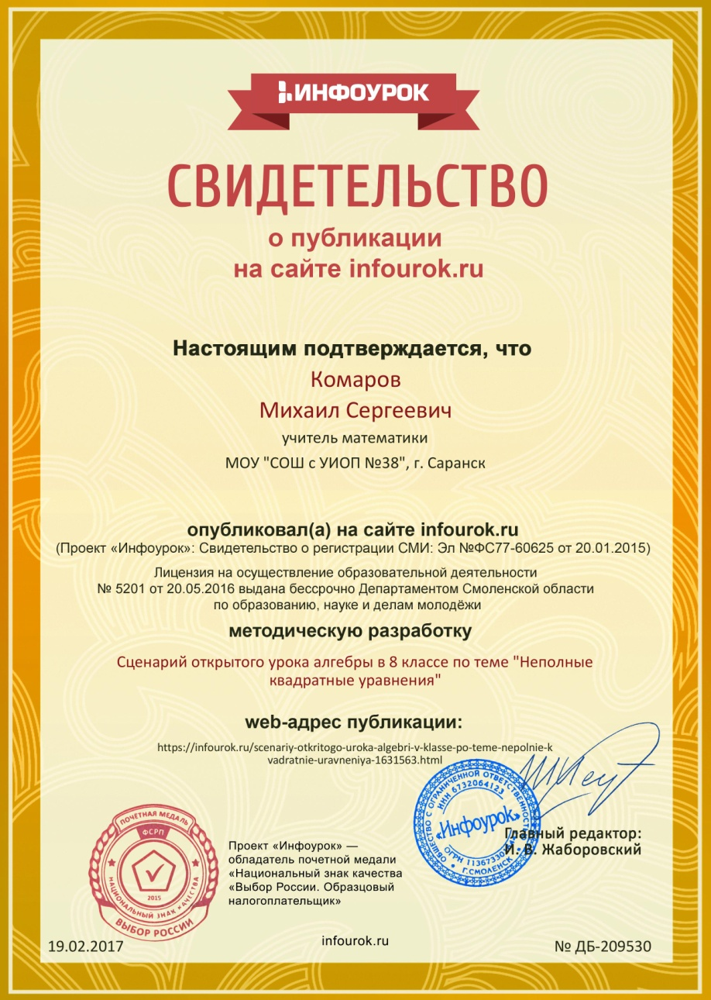 ИНФОУРОК
СВИДЕТЕЛЬСТВО
о публикации
на сайте infourok.ru
Настоящим подтверждается, что
Комаров
Михаил Сергеевич
учитель математики
МОУ "СОШ с УИОП №38", г. Саранск
опубликовал(а) на сайте infourok.ru
(Проект «Инфоурок»: Свидетельство о регистрации СМИ: Эл №ФС77-60625 от 20.01.2015)
Лицензия на осуществление образовательной деятельности
№ 5201 от 20.05.2016 выдана бессрочно Департаментом Смоленской области
по образованию, науке и делам молодёжи
методическую разработку
Сценарий открытого урока алгебры в 8 классе по теме "Неполные
квадратные уравнения"
web-адрес публикации:
https://infourok.ru/scenariy-otkritogo-uroka-algebri-v-klasse-po-teme-nepolnie-k
vadratnie-uravneniya-1631563.html
ОБЩЕСТВО С ОГРАНИЧЕННОЙ ОТВЕТСТВЕННОСТЬЮ
ИНН 6732064123
«Инфоурок»
ОГРН
Г.СМОЛЕНСК
Главный редактор:
И. В. Жаборовский
ПОЧЕТНАЯ МЕДАЛЬ
ФСРП
2015
НАЦИОНАЛЬНЫЙ ЗНАК КАЧЕСТВА
ВЫБОР РОССИИ
Проект «Инфоурок» —
обладатель почетной медали
«Национальный знак качества
«Выбор России. Образцовый
налогоплательщик»
19.02.2017
infourok.ru
№ ДБ-209530